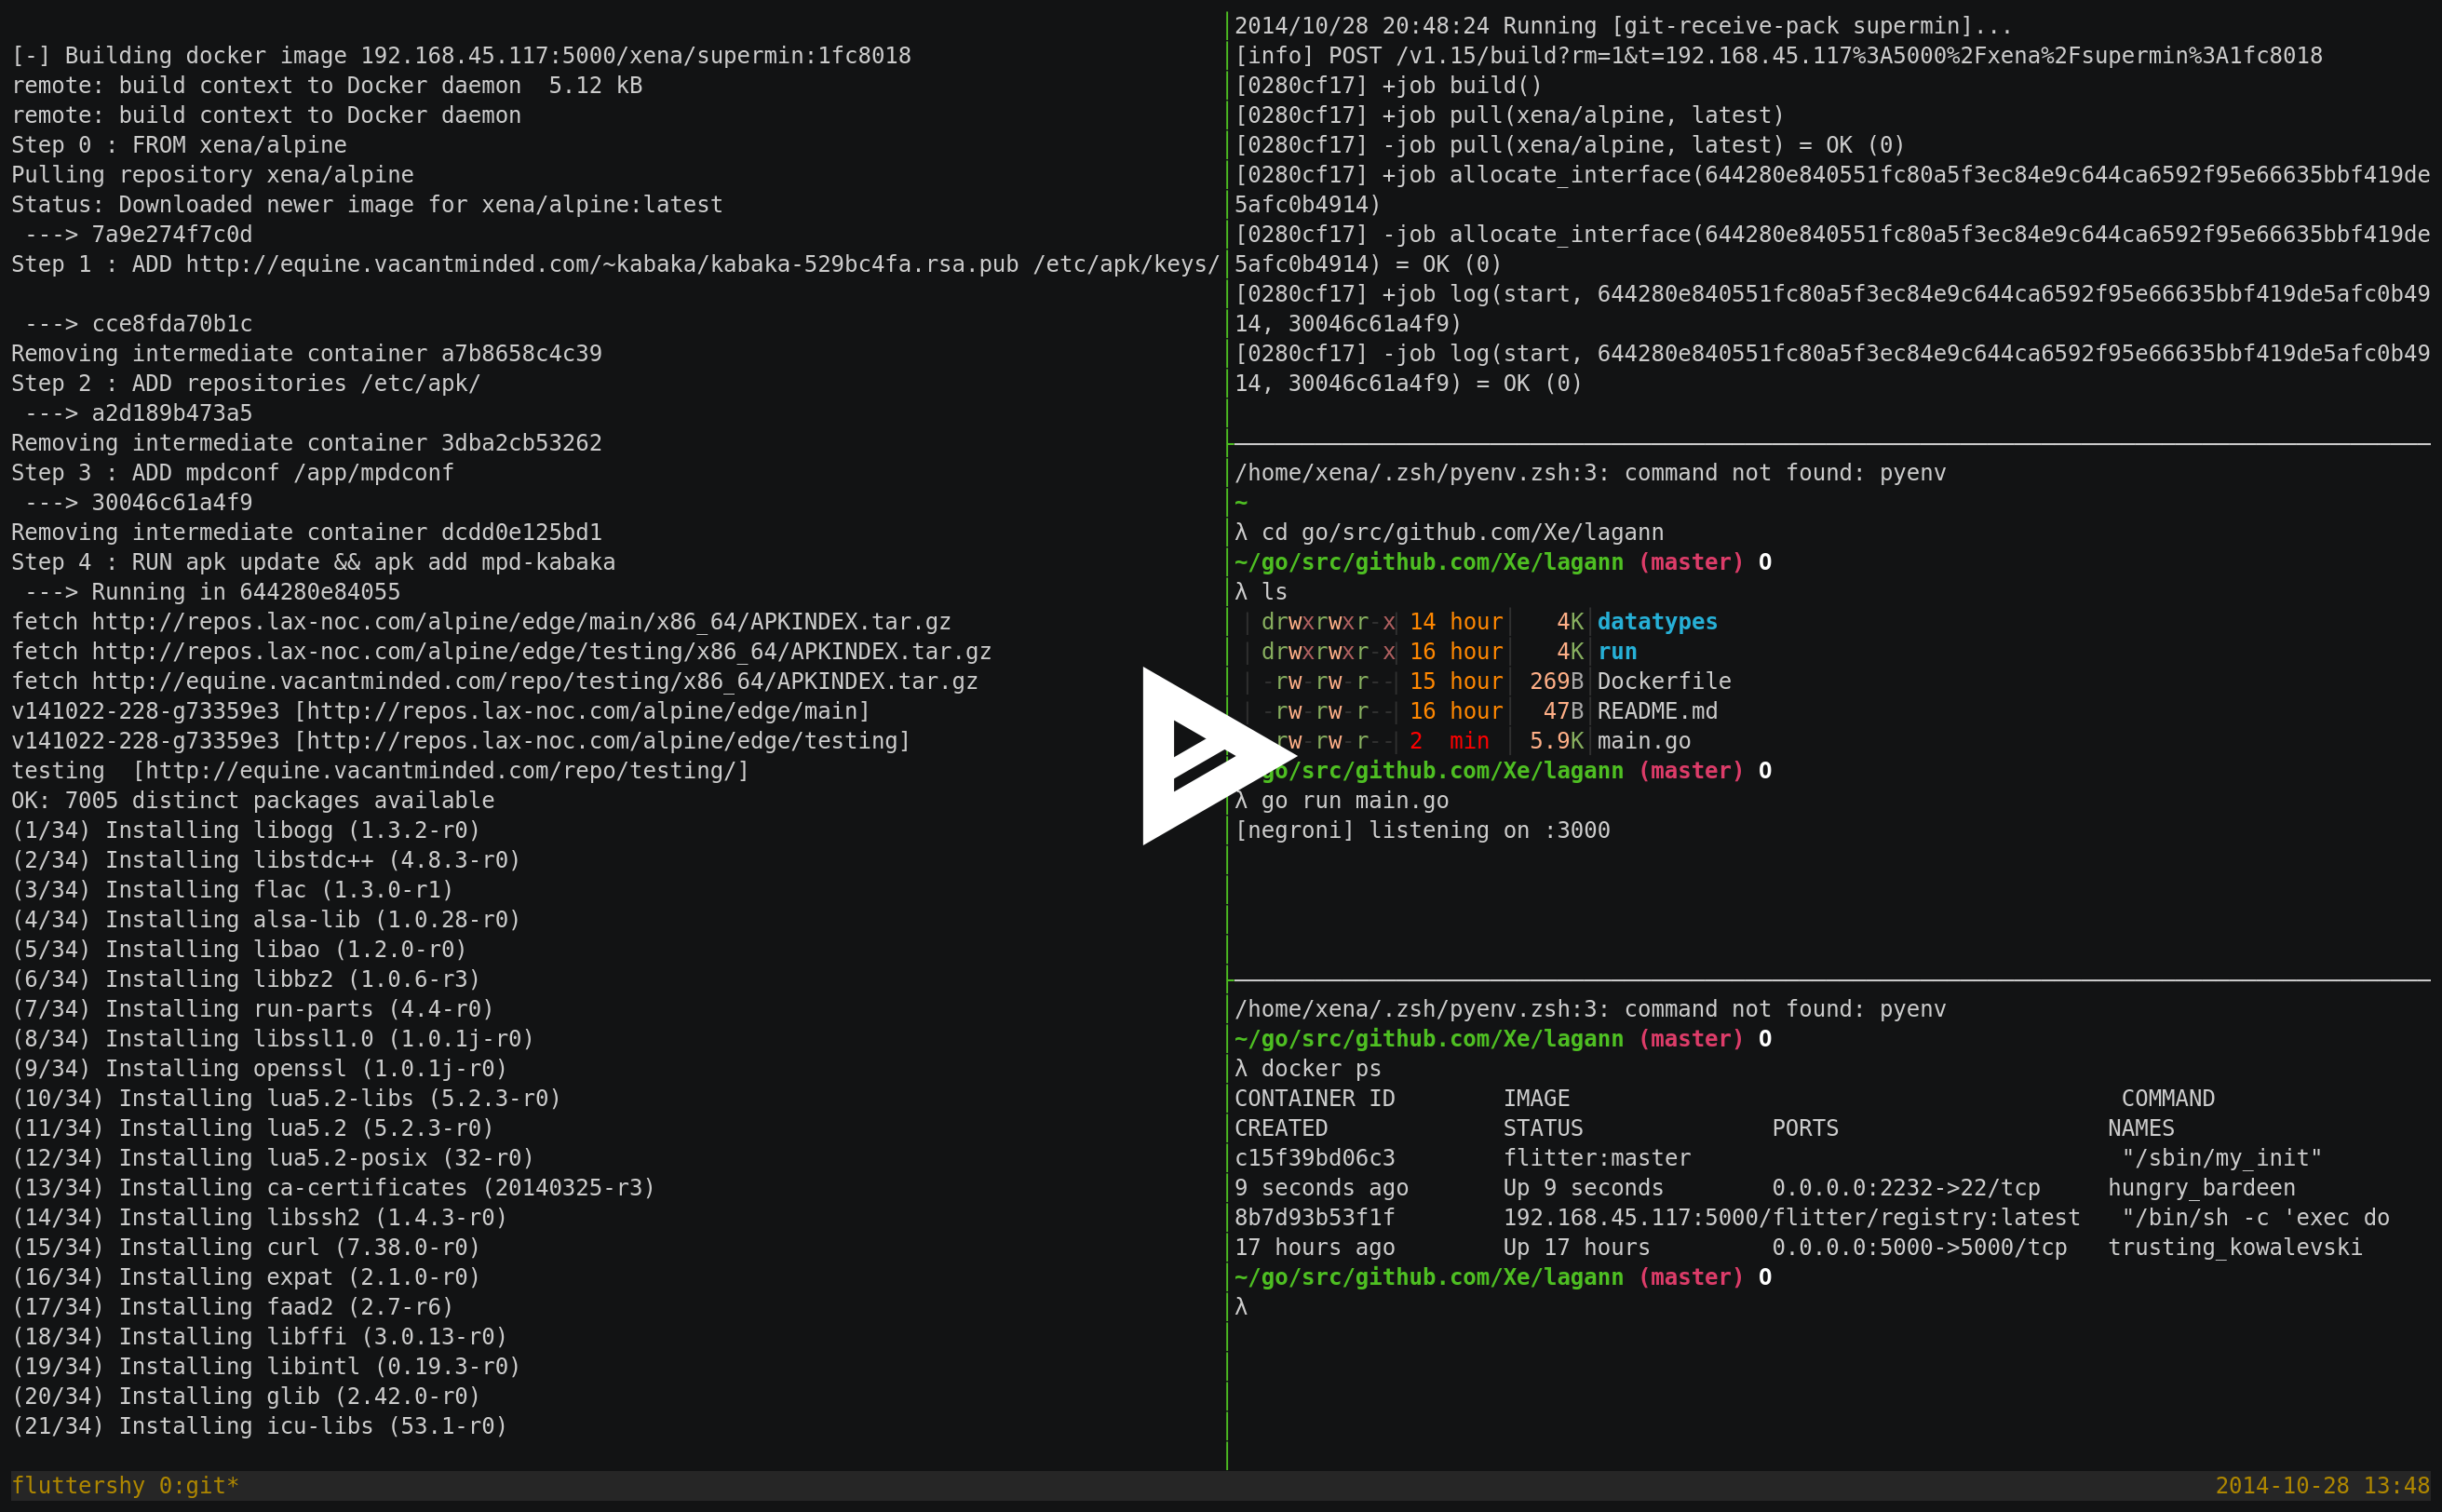 [-] Building docker image 192.168.45.117:5000/xena/supermin:1fc8018
remote: build context to Docker daemon  5.12 kB
remote: build context to Docker daemon
Step 0 : FROM xena/alpine
Pulling repository xena/alpine
Status: Downloaded newer image for xena/alpine:latest
 ---> 7a9e274f7c0d
Step 1 : ADD http://equine.vacantminded.com/~kabaka/kabaka-529bc4fa.rsa.pub /etc/apk/keys/
 ---> cce8fda70b1c
Removing intermediate container a7b8658c4c39
Step 2 : ADD repositories /etc/apk/
 ---> a2d189b473a5
Removing intermediate container 3dba2cb53262
Step 3 : ADD mpdconf /app/mpdconf
 ---> 30046c61a4f9
Removing intermediate container dcdd0e125bd1
Step 4 : RUN apk update && apk add mpd-kabaka
 ---> Running in 644280e84055
fetch http://repos.lax-noc.com/alpine/edge/main/x86_64/APKINDEX.tar.gz
fetch http://repos.lax-noc.com/alpine/edge/testing/x86_64/APKINDEX.tar.gz
fetch http://equine.vacantminded.com/repo/testing/x86_64/APKINDEX.tar.gz
v141022-228-g73359e3 [http://repos.lax-noc.com/alpine/edge/main]
v141022-228-g73359e3 [http://repos.lax-noc.com/alpine/edge/testing]
testing  [http://equine.vacantminded.com/repo/testing/]
OK: 7005 distinct packages available
(1/34) Installing libogg (1.3.2-r0)
(2/34) Installing libstdc++ (4.8.3-r0)
(3/34) Installing flac (1.3.0-r1)
(4/34) Installing alsa-lib (1.0.28-r0)
(5/34) Installing libao (1.2.0-r0)
(6/34) Installing libbz2 (1.0.6-r3)
(7/34) Installing run-parts (4.4-r0)
(8/34) Installing libssl1.0 (1.0.1j-r0)
(9/34) Installing openssl (1.0.1j-r0)
(10/34) Installing lua5.2-libs (5.2.3-r0)
(11/34) Installing lua5.2 (5.2.3-r0)
(12/34) Installing lua5.2-posix (32-r0)
(13/34) Installing ca-certificates (20140325-r3)
(14/34) Installing libssh2 (1.4.3-r0)
(15/34) Installing curl (7.38.0-r0)
(16/34) Installing expat (2.1.0-r0)
(17/34) Installing faad2 (2.7-r6)
(18/34) Installing libffi (3.0.13-r0)
(19/34) Installing libintl (0.19.3-r0)
(20/34) Installing glib (2.42.0-r0)
(21/34) Installing icu-libs (53.1-r0)
2014/10/28 20:48:24 Running [git-receive-pack supermin]...
[info] POST /v1.15/build?rm=1&t=192.168.45.117%3A5000%2Fxena%2Fsupermin%3A1fc8018
[0280cf17] +job build()
[0280cf17] +job pull(xena/alpine, latest)
[0280cf17] -job pull(xena/alpine, latest) = OK (0)
[0280cf17] +job allocate_interface(644280e840551fc80a5f3ec84e9c644ca6592f95e66635bbf419de
5afc0b4914)
[0280cf17] -job allocate_interface(644280e840551fc80a5f3ec84e9c644ca6592f95e66635bbf419de
5afc0b4914) = OK (0)
[0280cf17] +job log(start, 644280e840551fc80a5f3ec84e9c644ca6592f95e66635bbf419de5afc0b49
14, 30046c61a4f9)
[0280cf17] -job log(start, 644280e840551fc80a5f3ec84e9c644ca6592f95e66635bbf419de5afc0b49
14, 30046c61a4f9) = OK (0)
/home/xena/.zsh/pyenv.zsh:3: command not found: pyenv
~
λ cd go/src/github.com/Xe/lagann
~/go/src/github.com/Xe/lagann (master) O
λ ls
drwxrwxr-x 14 hour 4K datatypes
drwxrwxr-x 16 hour 4K run
-rw-rw-r-- 15 hour 269B Dockerfile
-rw-rw-r-- 16 hour 47B README.md
rw-rw-r-- 2  min 5.9K main.go
go/src/github.com/Xe/lagann (master) O
λ go run main.go
[negroni] listening on :3000
/home/xena/.zsh/pyenv.zsh:3: command not found: pyenv
~/go/src/github.com/Xe/lagann (master) O
λ docker ps
CONTAINER ID        IMAGE                                         COMMAND
CREATED             STATUS              PORTS                    NAMES
c15f39bd06c3        flitter:master                                "/sbin/my_init"
9 seconds ago       Up 9 seconds        0.0.0.0:2232->22/tcp     hungry_bardeen
8b7d93b53f1f        192.168.45.117:5000/flitter/registry:latest   "/bin/sh -c 'exec do
17 hours ago        Up 17 hours         0.0.0.0:5000->5000/tcp   trusting_kowalevski
~/go/src/github.com/Xe/lagann (master) O
λ
fluttershy 0:git* 2014-10-28 13:48